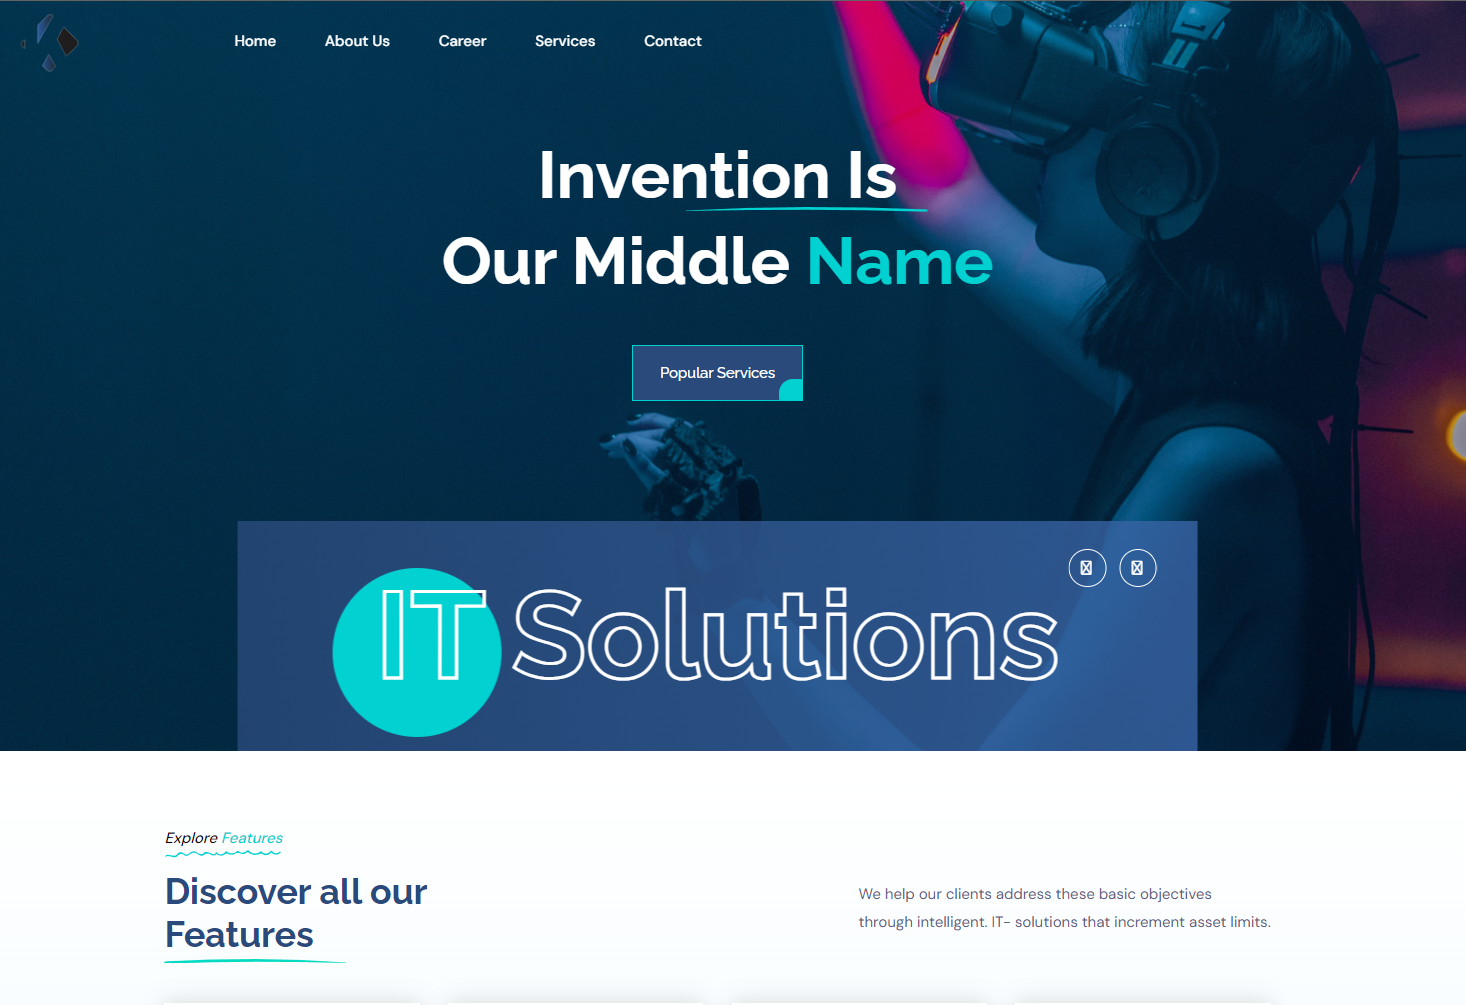 Home About Us Career Services Contact
Invention Is
Our Middle Name
Popular Services
IT Solutions
Explore Features
Discover all our
Features
We help our clients address these basic objectives
through intelligent. IT- solutions that increment asset limits.